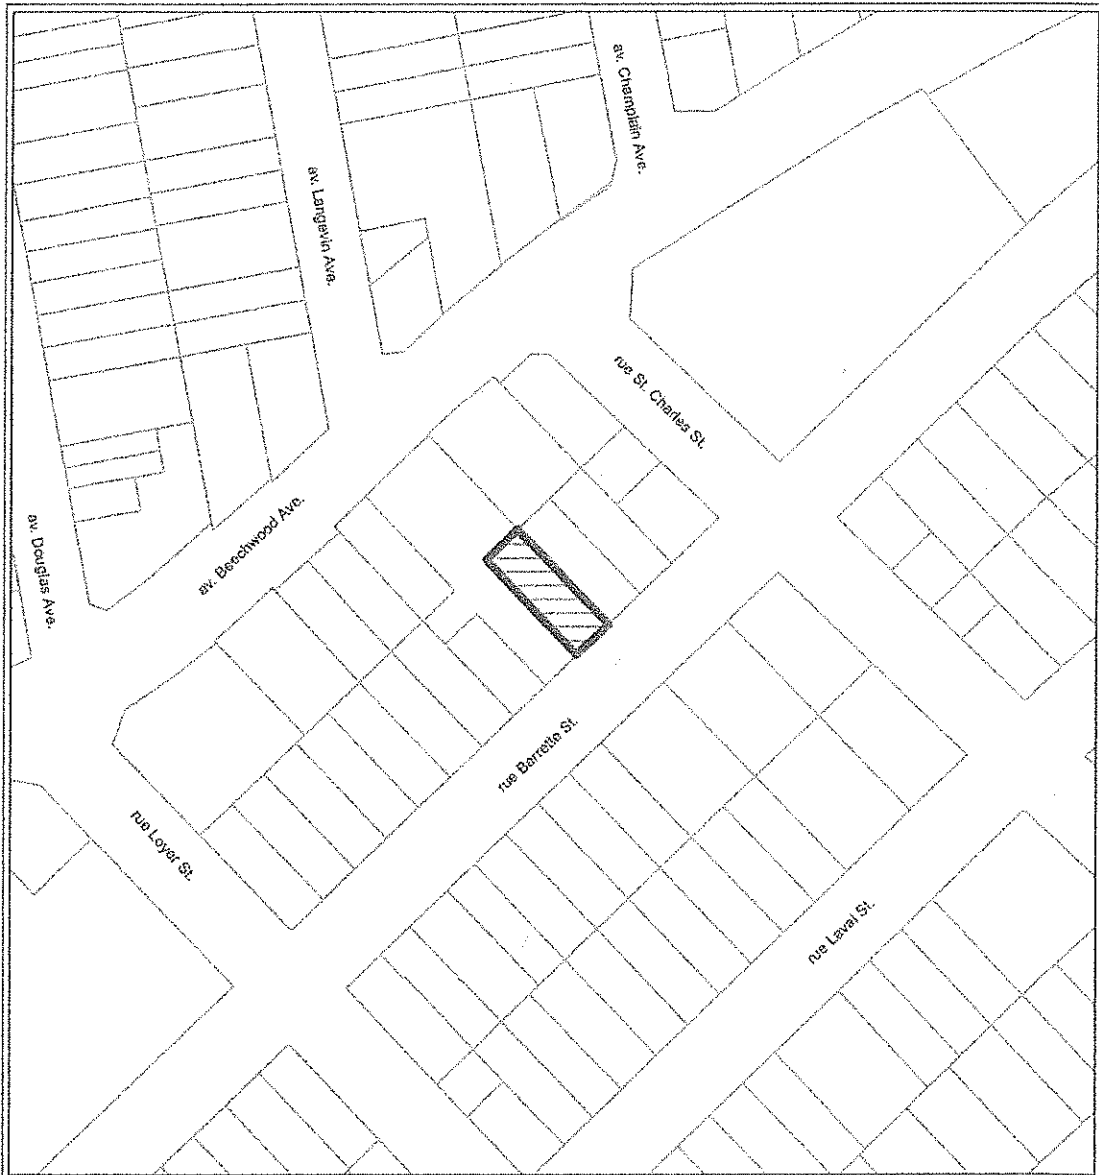 av. Champlain Ave.
av. Langevin Ave.
rue St. Charles St.
av. Beechwood Ave.
av. Douglas Ave.
rue Barrette St.
rue Loyer St.
rue Laval St.